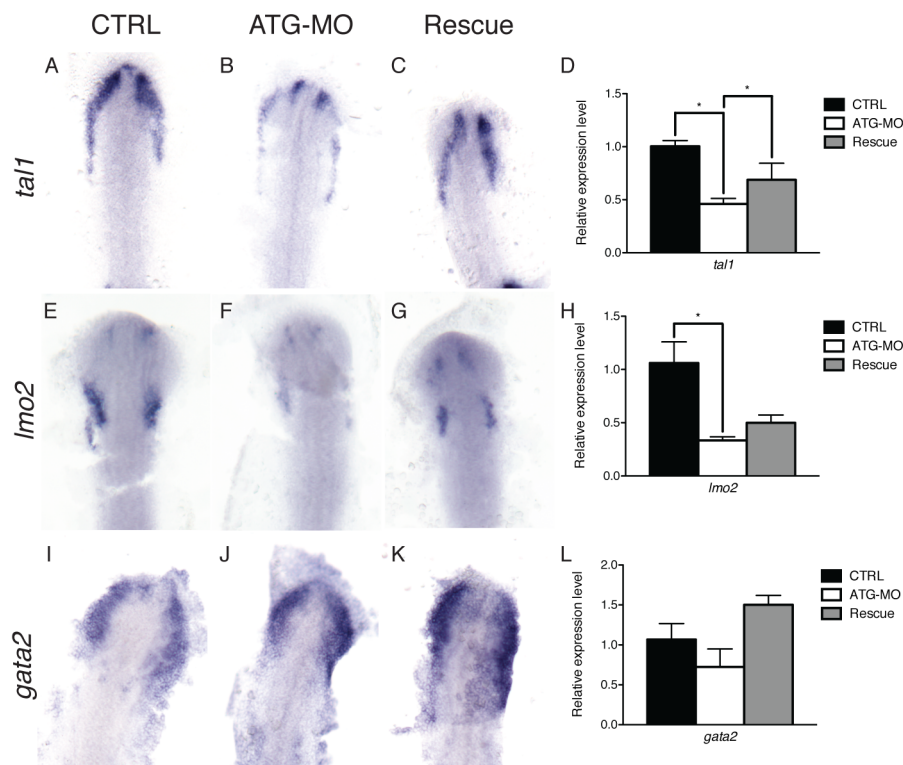 CTRL ATG-MO Rescue
A B C D
tal1
Relative expression level
1.5
1.0
0.5
0.0
* *
tal1
CTRL
ATG-MO
Rescue
E F G H
lmo2
Relative expression level
1.5
1.0
0.5
0.0
*
lmo2
CTRL
ATG-MO
Rescue
I J K L
gata2
Relative expression level
2.0
1.5
1.0
0.5
0.0
gata2
CTRL
ATG-MO
Rescue